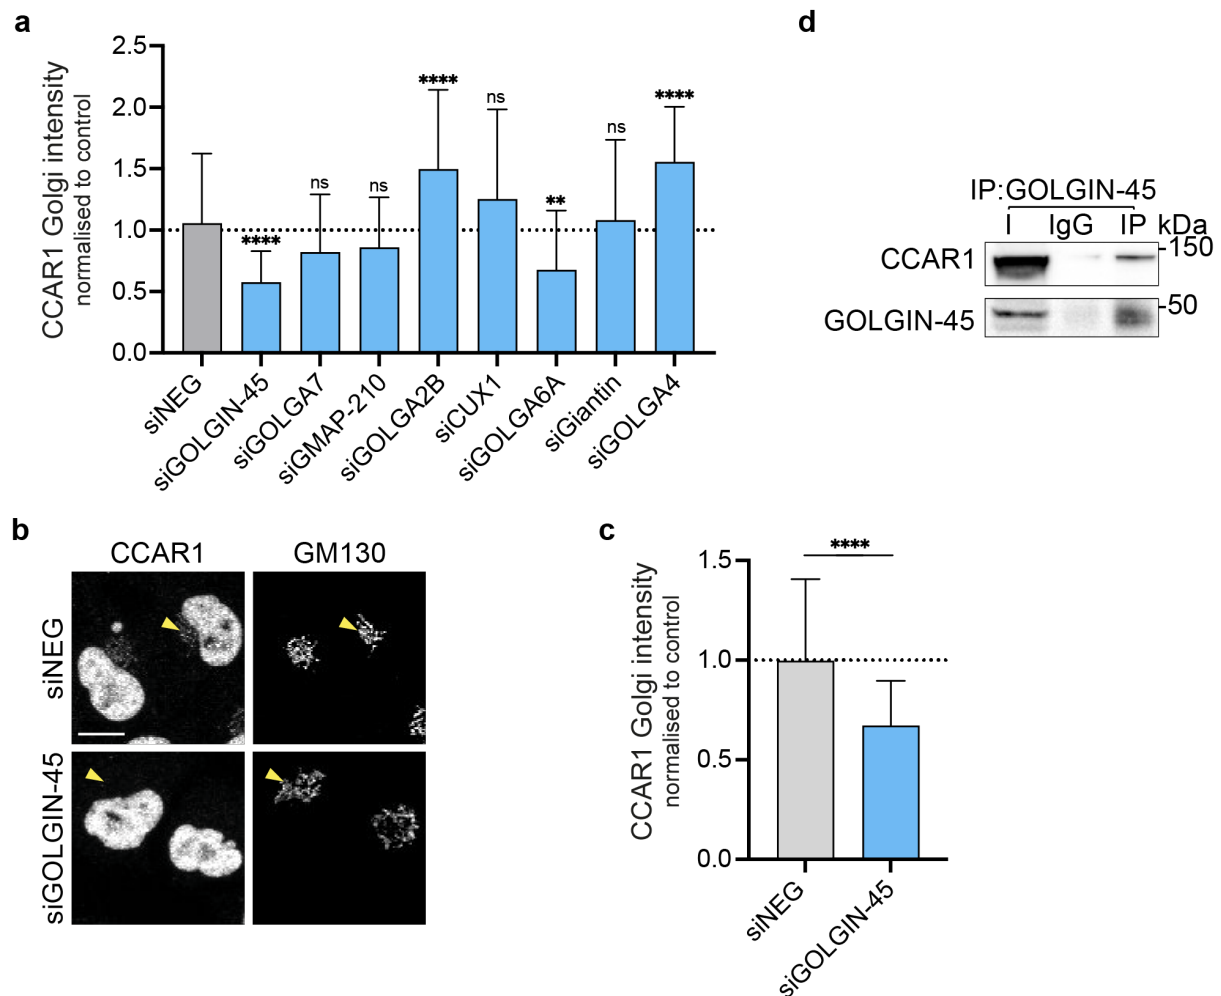 a
CCAR1 Golgi intensity
normalised to control
2.5
2.0
1.5
1.0
0.5
0.0
****
ns
ns
****
ns
**
ns
****
siNEG
siGOLGIN-45
siGOLGA7
siGMAP-210
siGOLGA2B
siCUX1
siGOLGA6A
siGiantin
siGOLGA4
d
IP:GOLGIN-45
I IgG IP kDa
CCAR1
150
GOLGIN-45
50
b
CCAR1 GM130
siNEG
siGOLGIN-45
c
CCAR1 Golgi intensity
normalised to control
1.5
1.0
0.5
0.0
****
siNEG
siGOLGIN-45